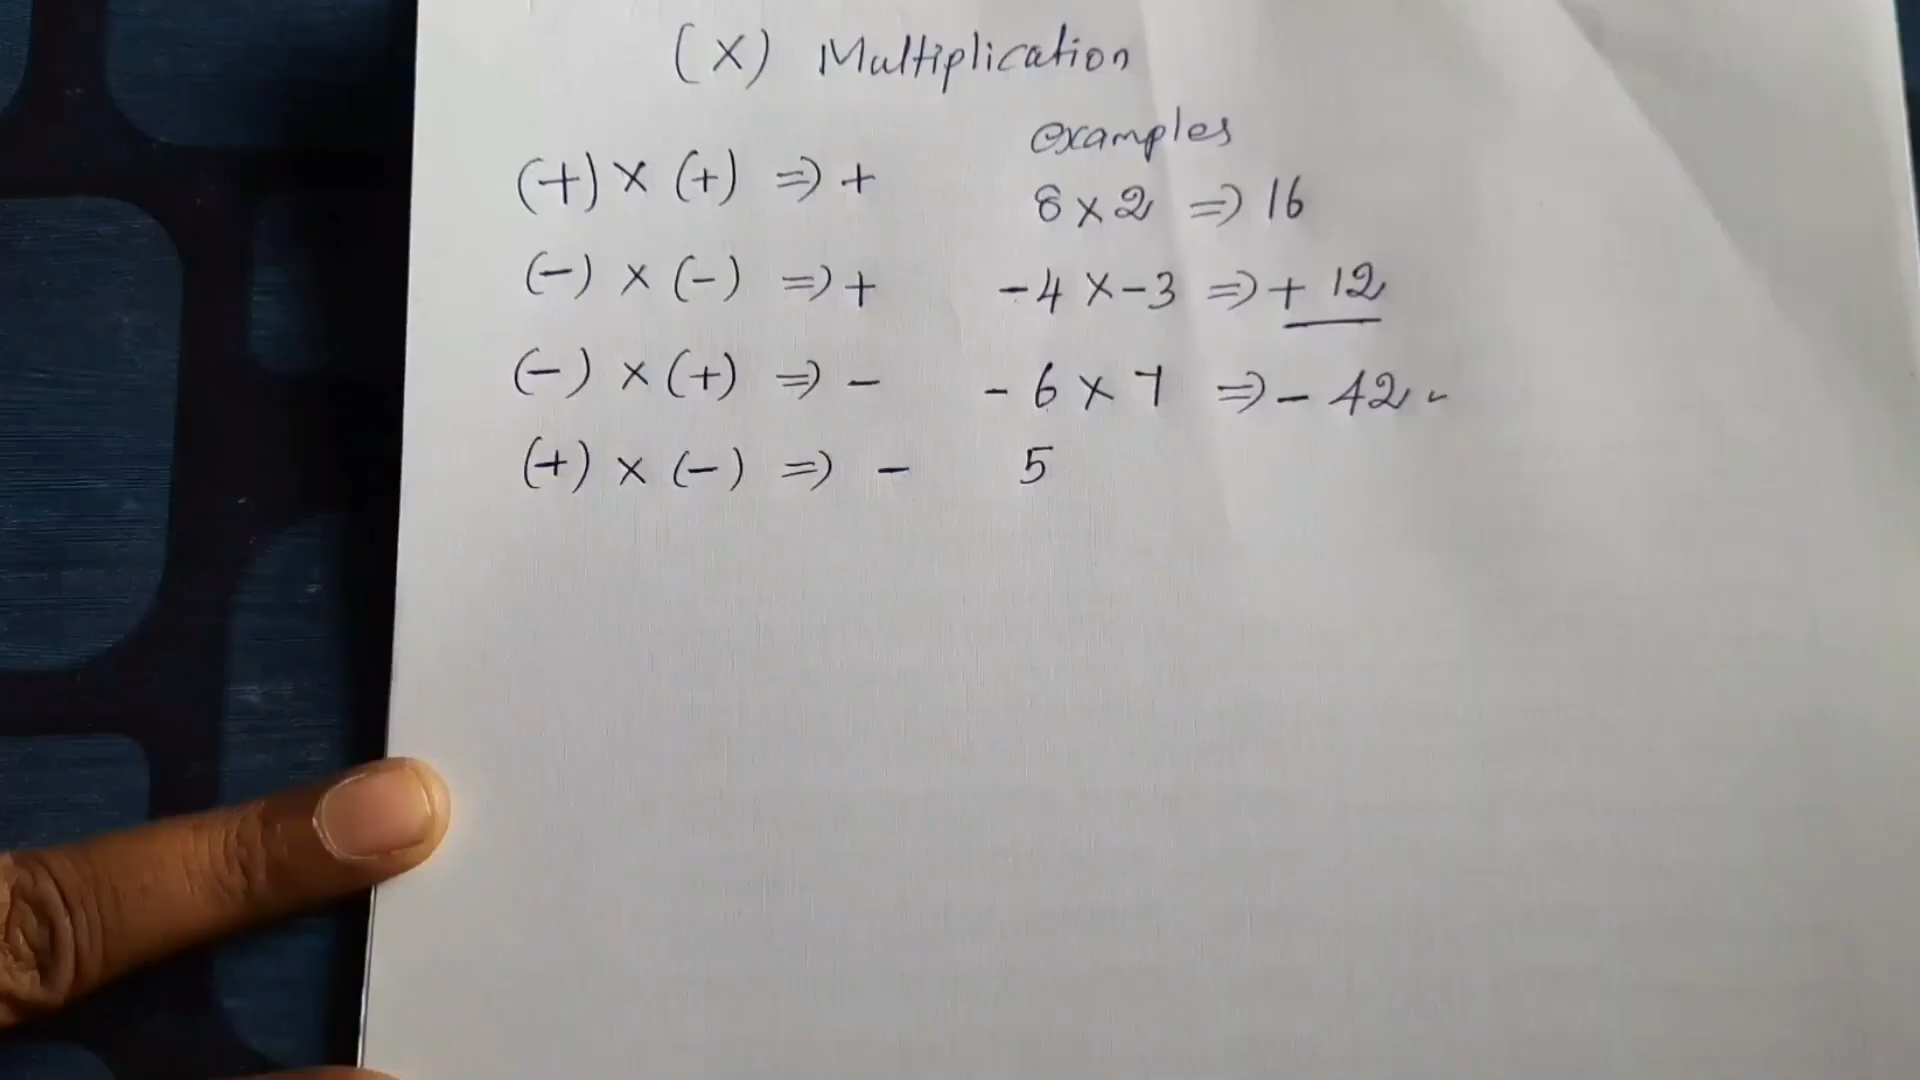 (×) Multiplication
examples
(+) × (+) ⇒ + 8 × 2 ⇒ 16
(-) × (-) ⇒ + -4 × -3 ⇒ + 12
(-) × (+) ⇒ - - 6 × 7 ⇒ - 42
(+) × (-) ⇒ - 5